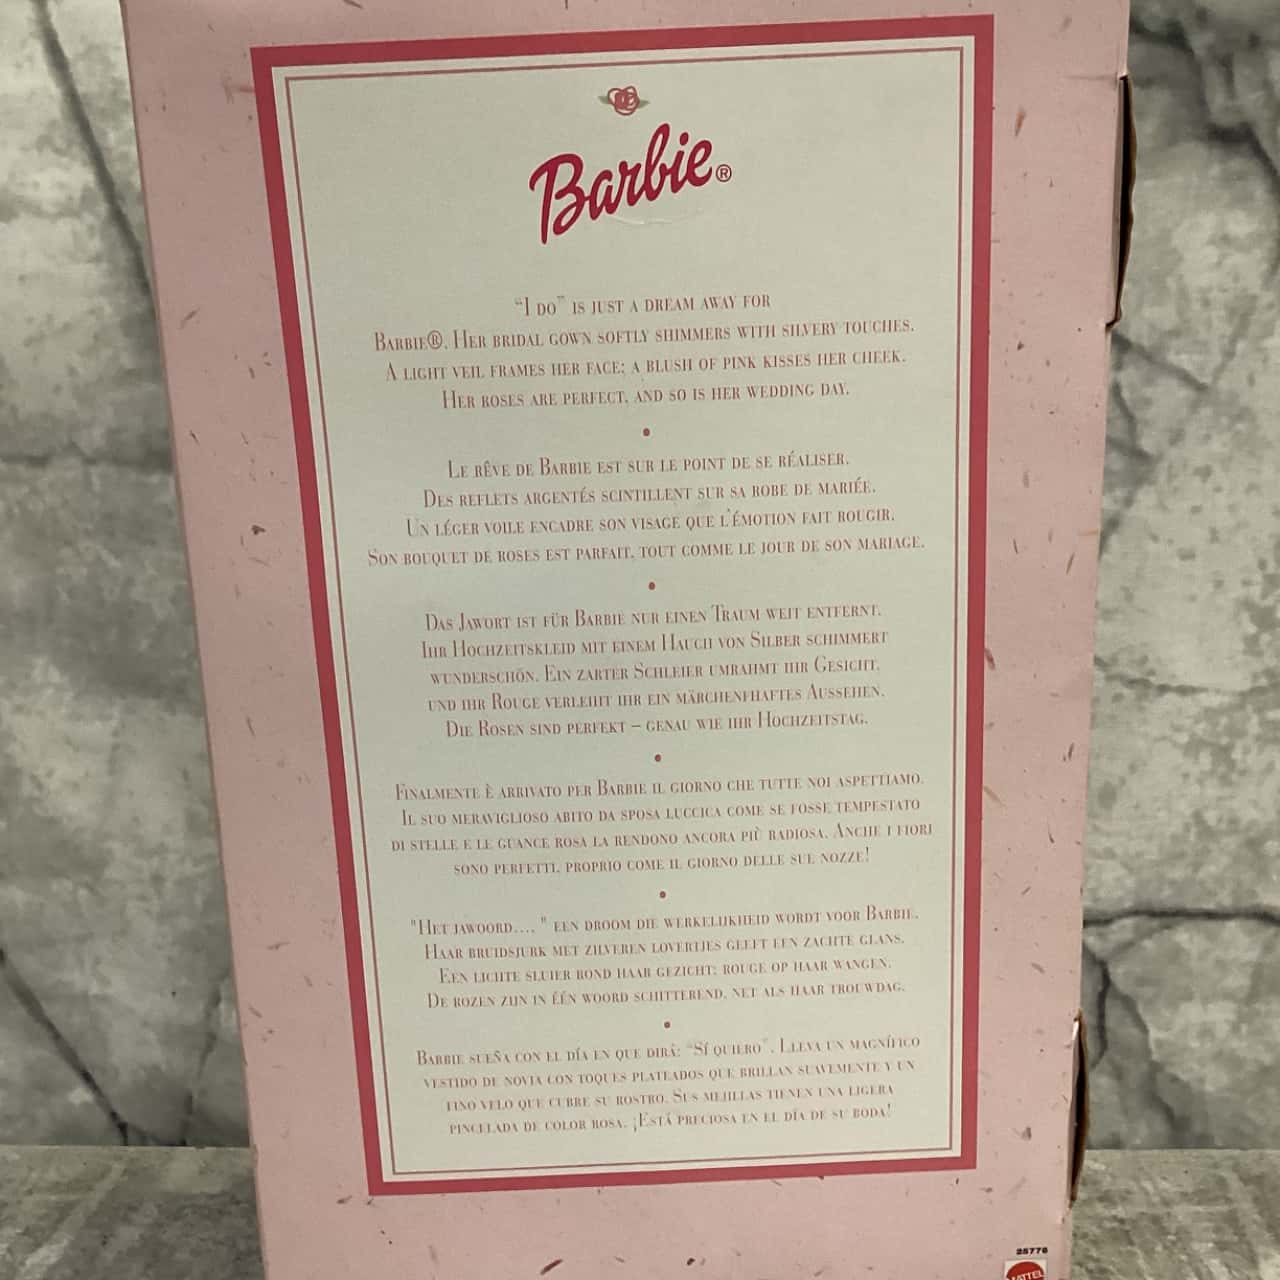 Barbie®
“I DO” IS JUST A DREAM AWAY FOR
BARBIE®. HER BRIDAL GOWN SOFTLY SHIMMERS WITH SILVERY TOUCHES.
A LIGHT VEIL FRAMES HER FACE; A BLUSH OF PINK KISSES HER CHEEK.
HER ROSES ARE PERFECT, AND SO IS HER WEDDING DAY.
•
LE RÊVE DE BARBIE EST SUR LE POINT DE SE RÉALISER.
DES REFLETS ARGENTÉS SCINTILLENT SUR SA ROBE DE MARIÉE.
UN LÉGER VOILE ENCADRE SON VISAGE QUE L'ÉMOTION FAIT ROUGIR.
SON BOUQUET DE ROSES EST PARFAIT, TOUT COMME LE JOUR DE SON MARIAGE.
•
DAS JAWORT IST FÜR BARBIE NUR EINEN TRAUM WEIT ENTFERNT.
IHR HOCHZEITSKLEID MIT EINEM HAUCH VON SILBER SCHIMMERT
WUNDERSCHÖN. EIN ZARTER SCHLEIER UMRAHMT IHR GESICHT,
UND IHR ROUGE VERLEIHT IHR EIN MÄRCHENHAFTES AUSSEHEN.
DIE ROSEN SIND PERFEKT – GENAU WIE IHR HOCHZEITSTAG.
•
FINALMENTE È ARRIVATO PER BARBIE IL GIORNO CHE TUTTE NOI ASPETTIAMO.
IL SUO MERAVIGLIOSO ABITO DA SPOSA LUCCICA COME SE FOSSE TEMPESTATO
DI STELLE E LE GUANCE ROSA LA RENDONO ANCORA PIÙ RADIOSA. ANCHE I FIORI
SONO PERFETTI, PROPRIO COME IL GIORNO DELLE SUE NOZZE!
•
"HET JAWOORD...," EEN DROOM DIE WERKELIJKHEID WORDT VOOR BARBIE.
HAAR BRUIDSJURK MET ZILVEREN LOVERTJES GEEFT EEN ZACHTE GLANS.
EEN LICHTE SLUIER ROND HAAR GEZICHT; ROUGE OP HAAR WANGEN.
DE ROZEN ZIJN IN ÉÉN WOORD SCHITTEREND, NET ALS HAAR TROUWDAG.
•
BARBIE SUEÑA CON EL DÍA EN QUE DIRÁ: “SÍ QUIERO”. LLEVA UN MAGNÍFICO
VESTIDO DE NOVIA CON TOQUES PLATEADOS QUE BRILLAN SUAVEMENTE Y UN
FINO VELO QUE CUBRE SU ROSTRO. SUS MEJILLAS TIENEN UNA LIGERA
PINCELADA DE COLOR ROSA. ¡ESTÁ PRECIOSA EN EL DÍA DE SU BODA!
25776
MATTEL